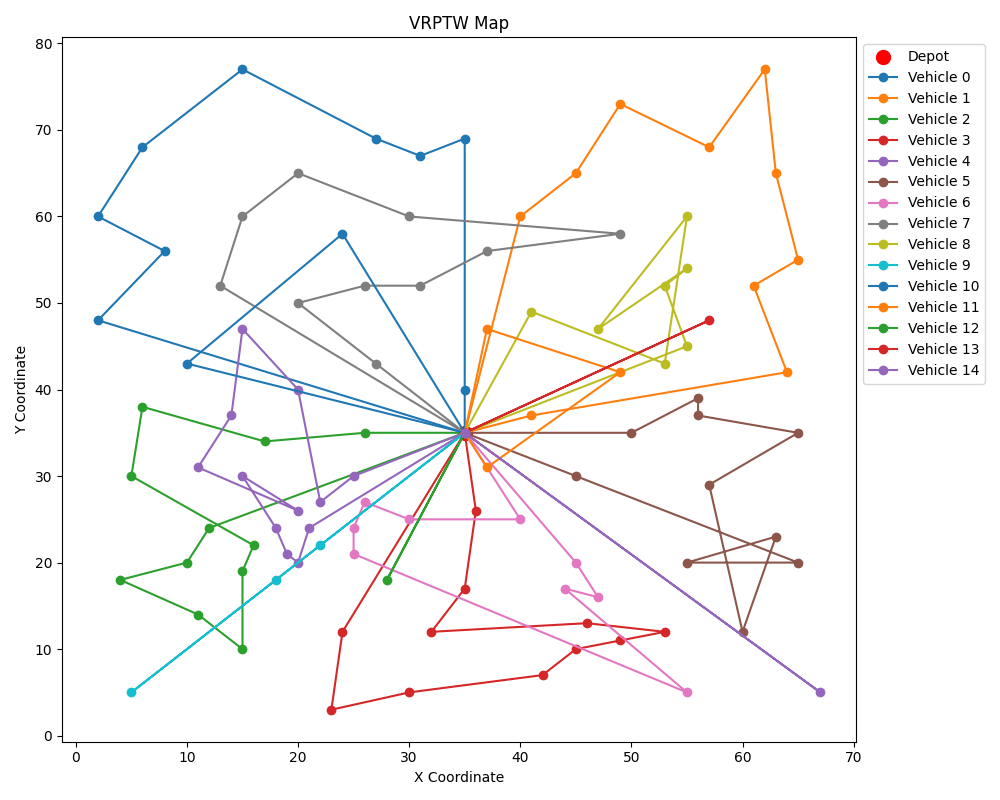 VRPTW Map
80
70
60
50
40
30
20
10
0
Y Coordinate
0 10 20 30 40 50 60 70
X Coordinate
Depot
Vehicle 0
Vehicle 1
Vehicle 2
Vehicle 3
Vehicle 4
Vehicle 5
Vehicle 6
Vehicle 7
Vehicle 8
Vehicle 9
Vehicle 10
Vehicle 11
Vehicle 12
Vehicle 13
Vehicle 14